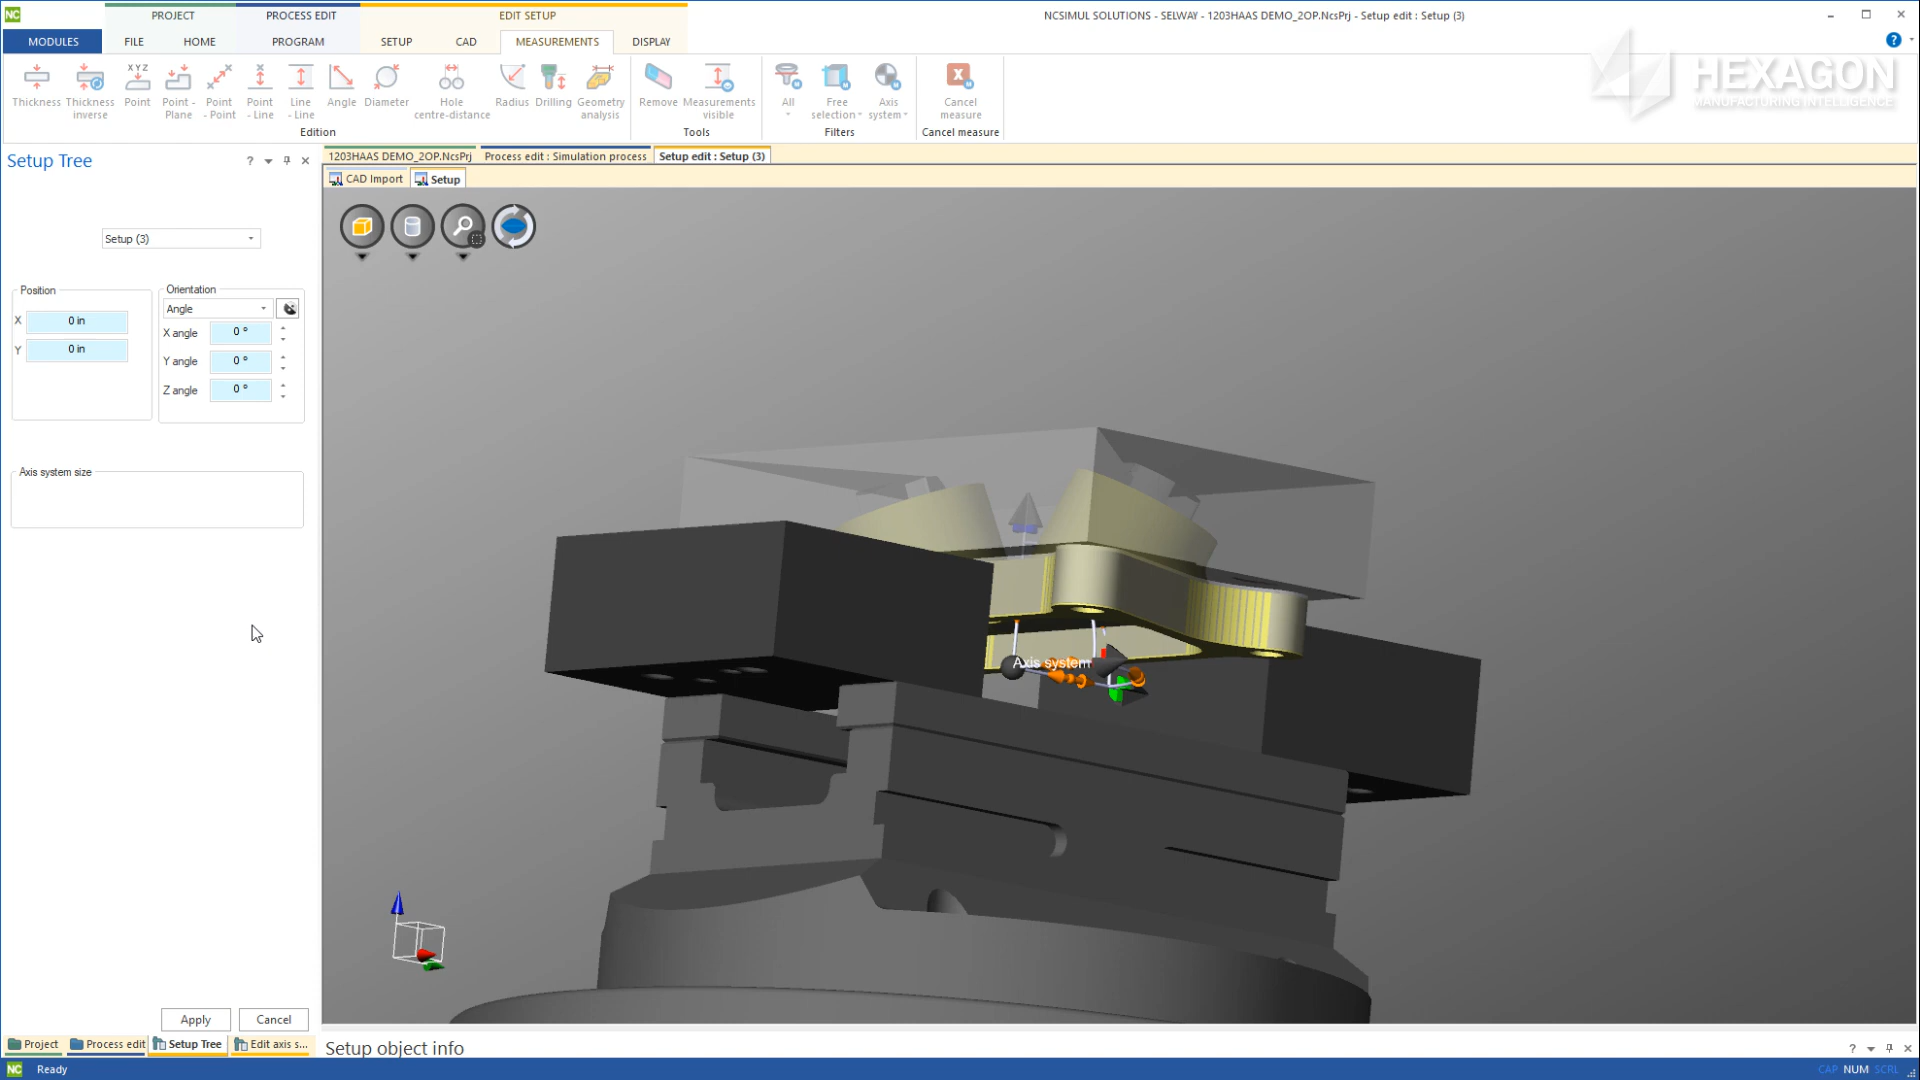 NC
PROJECT
PROCESS EDIT
EDIT SETUP
NCSIMUL SOLUTIONS - SELWAY - 1203HAAS DEMO_2OP.NcsPrj - Setup edit : Setup (3)
MODULES
FILE
HOME
PROGRAM
SETUP
CAD
MEASUREMENTS
DISPLAY
?
HEXAGON
MANUFACTURING INTELLIGENCE
Thickness
Thickness inverse
XYZ
Point
Point - Plane
Point - Point
Point - Line
Line - Line
Angle
Diameter
Hole centre-distance
Radius
Drilling
Geometry analysis
Remove
Measurements visible
All
Free selection
Axis system
Cancel measure
Edition
Tools
Filters
Cancel measure
Setup Tree
?
1203HAAS DEMO_2OP.NcsPrj
Process edit : Simulation process
Setup edit : Setup (3)
CAD Import
Setup
Setup (3)
Position
X
0 in
Y
0 in
Orientation
Angle
X angle
0 °
Y angle
0 °
Z angle
0 °
Axis system size
Axis system
Apply
Cancel
Project
Process edit
Setup Tree
Edit axis s...
Setup object info
?
NC
Ready
CAP
NUM
SCRL